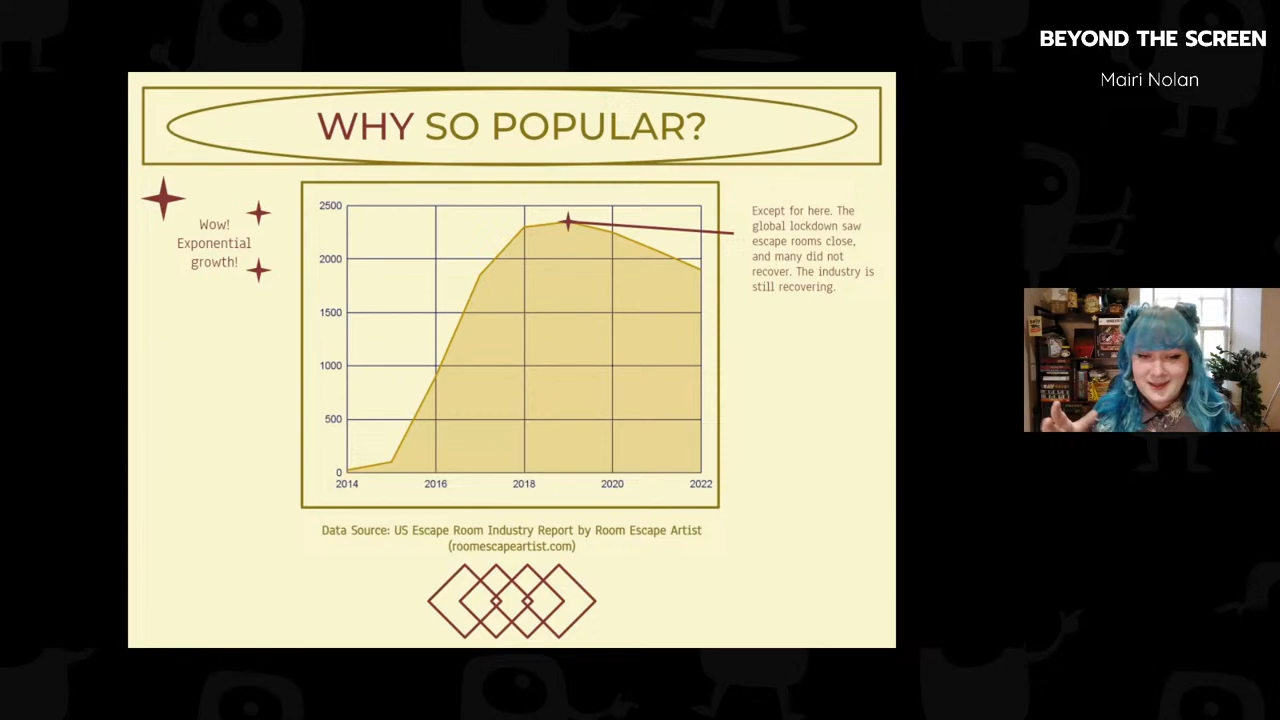 BEYOND THE SCREEN
Mairi Nolan
WHY SO POPULAR?
Wow!
Exponential
growth!
2500
2000
1500
1000
500
0
2014
2016
2018
2020
2022
Except for here. The
global lockdown saw
escape rooms close,
and many did not
recover. The industry is
still recovering.
Data Source: US Escape Room Industry Report by Room Escape Artist
(roomescapeartist.com)